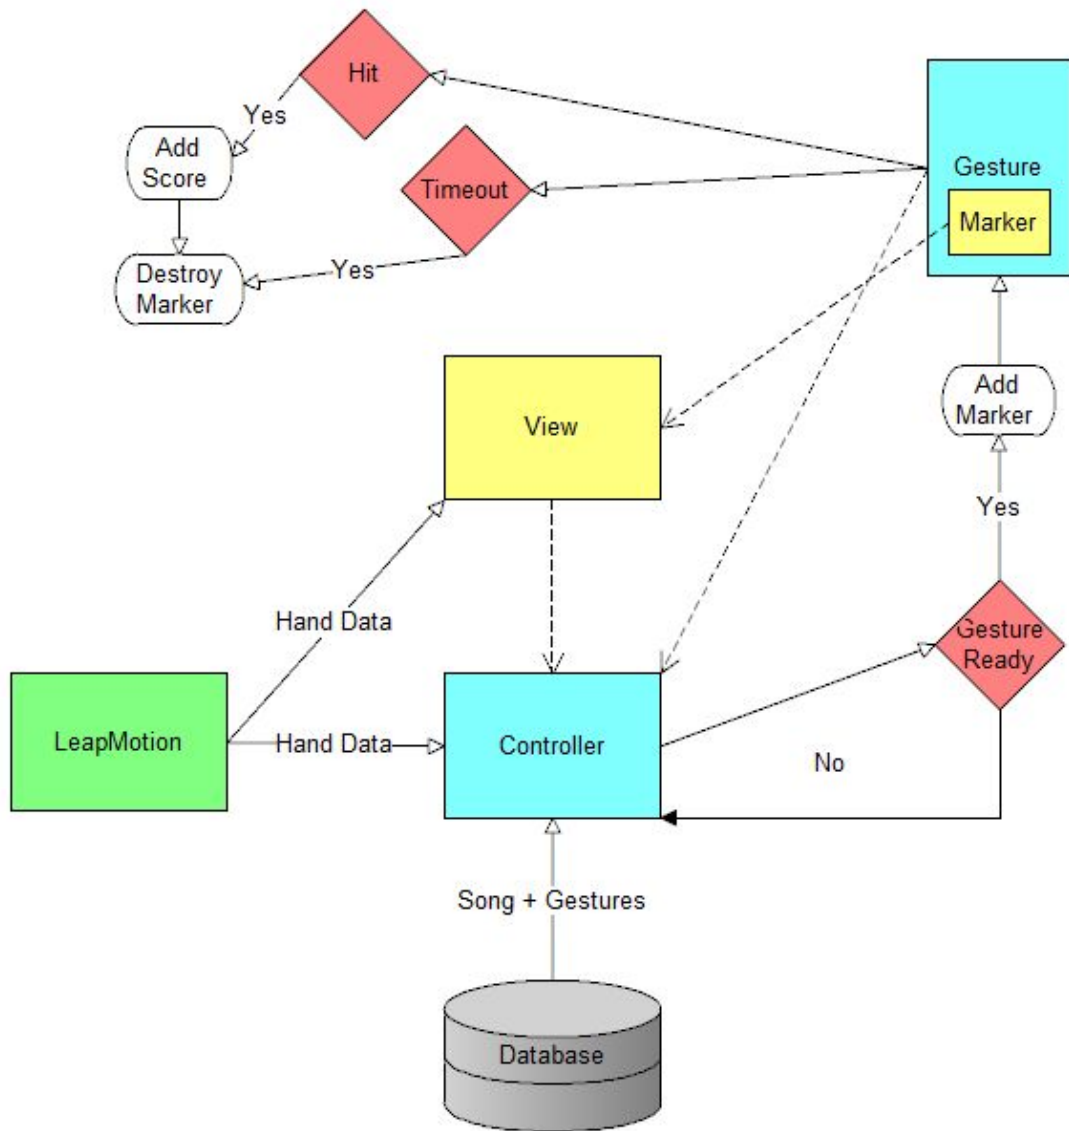 Hit
Yes
Add
Score
Gesture
Timeout
Marker
Yes
Destroy
Marker
Add
Marker
View
Yes
Hand Data
Gesture
Ready
LeapMotion
Hand Data
Controller
No
Song + Gestures
Database